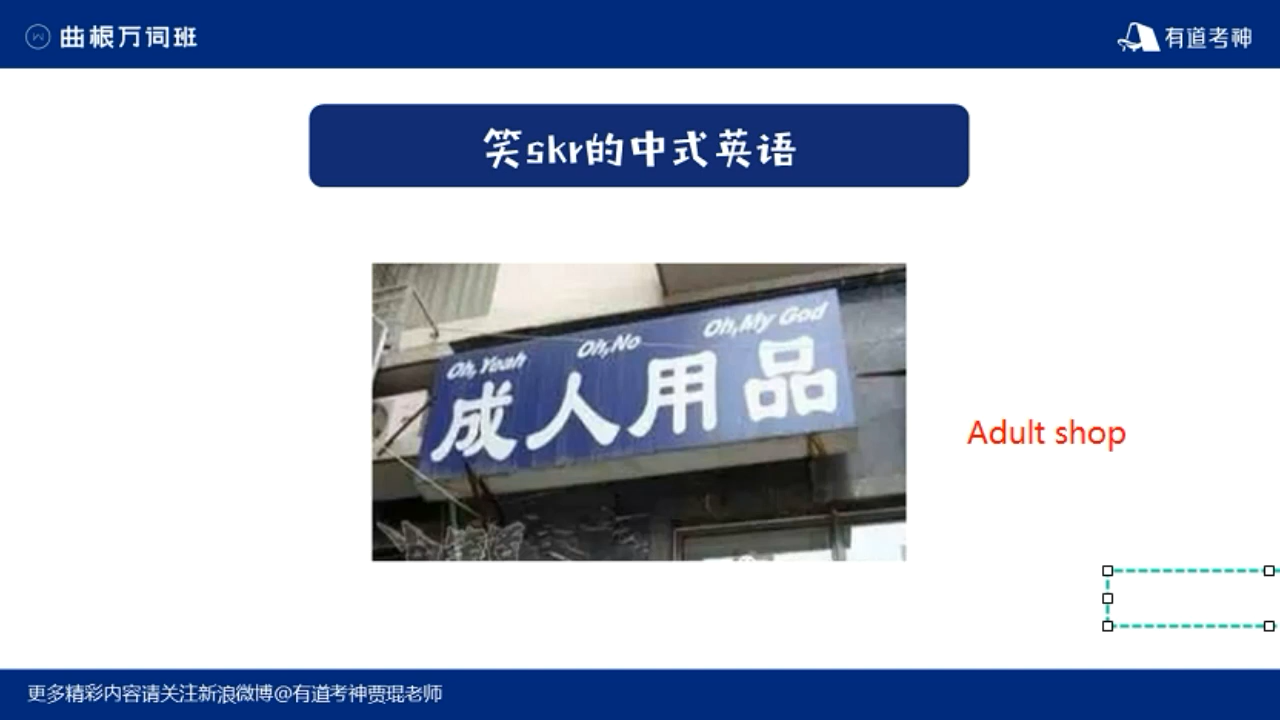 曲根万词班
有道考神
笑skr的中式英语
Oh,Yeah Oh,No Oh,My God
成人用品
Adult shop
更多精彩内容请关注新浪微博@有道考神贾琨老师